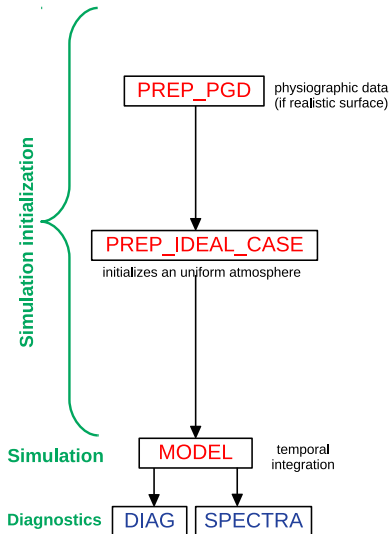 PREP_PGD
physiographic data
(if realistic surface)
Simulation initialization
PREP_IDEAL_CASE
initializes an uniform atmosphere
Simulation
MODEL
temporal
integration
Diagnostics
DIAG
SPECTRA